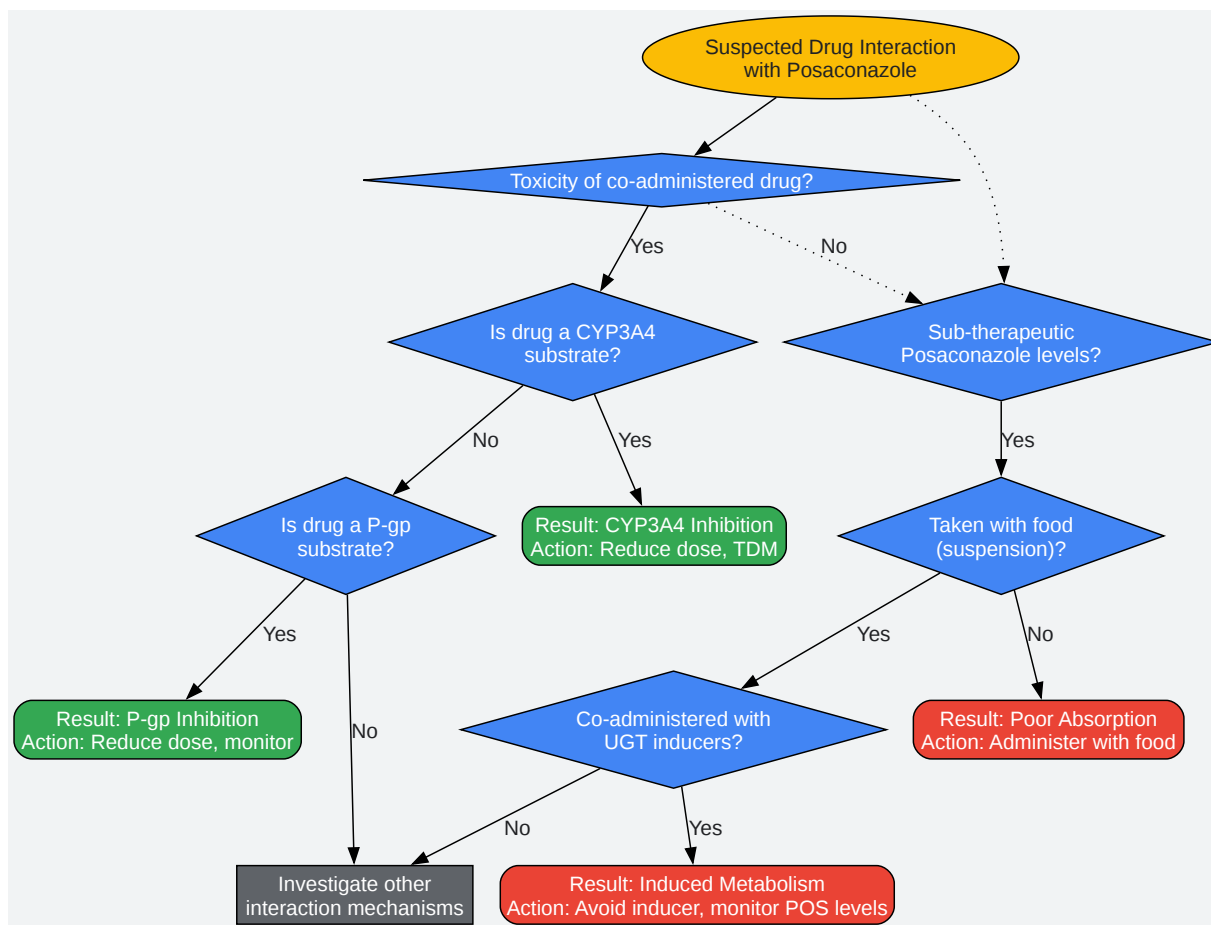 Suspected Drug Interaction
with Posaconazole
Toxicity of co-administered drug?
Yes
No
Is drug a CYP3A4
substrate?
Sub-therapeutic
Posaconazole levels?
No
Yes
Yes
Is drug a P-gp
substrate?
Result: CYP3A4 Inhibition
Action: Reduce dose, TDM
Taken with food
(suspension)?
Yes
No
Yes
No
Result: P-gp Inhibition
Action: Reduce dose, monitor
Co-administered with
UGT inducers?
Result: Poor Absorption
Action: Administer with food
No
Yes
Investigate other
interaction mechanisms
Result: Induced Metabolism
Action: Avoid inducer, monitor POS levels